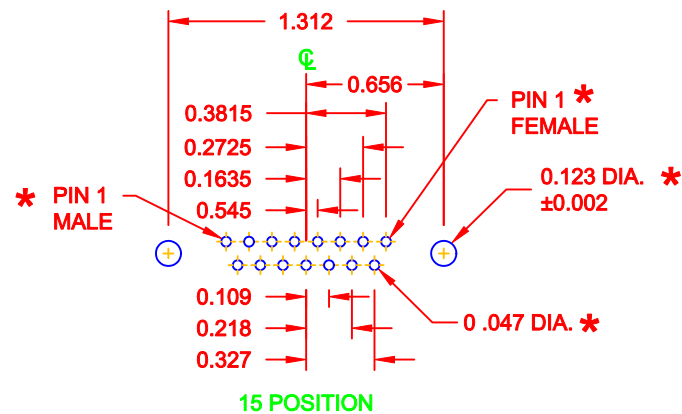 1.312
℄
0.656
0.3815
0.2725
0.1635
0.545
* PIN 1
MALE
PIN 1 *
FEMALE
0.123 DIA. *
±0.002
0.109
0.218
0.327
0 .047 DIA. *
15 POSITION